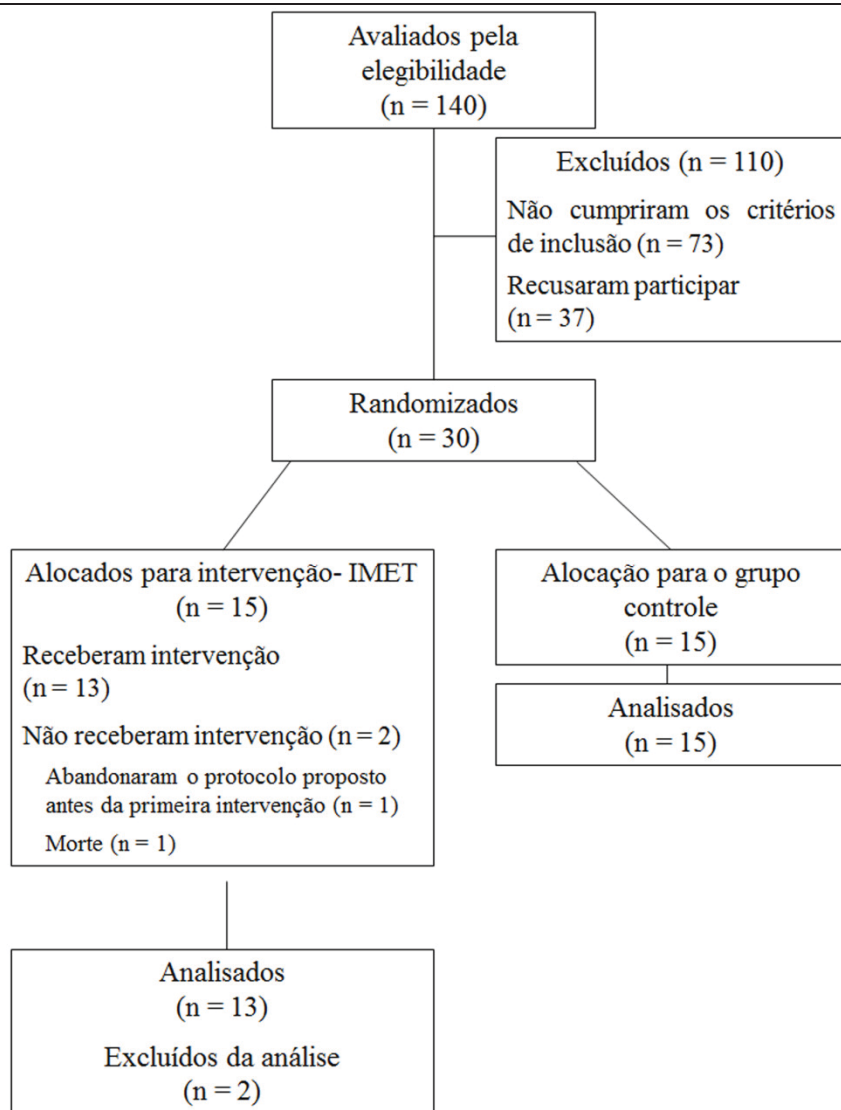 Avaliados pela
elegibilidade
(n = 140)
Excluídos (n = 110)
Não cumpriram os critérios
de inclusão (n = 73)
Recusaram participar
(n = 37)
Randomizados
(n = 30)
Alocados para intervenção- IMET
(n = 15)
Receberam intervenção
(n = 13)
Não receberam intervenção (n = 2)
Abandonaram o protocolo proposto
antes da primeira intervenção (n = 1)
Morte (n = 1)
Alocação para o grupo
controle
(n = 15)
Analisados
(n = 15)
Analisados
(n = 13)
Excluídos da análise
(n = 2)